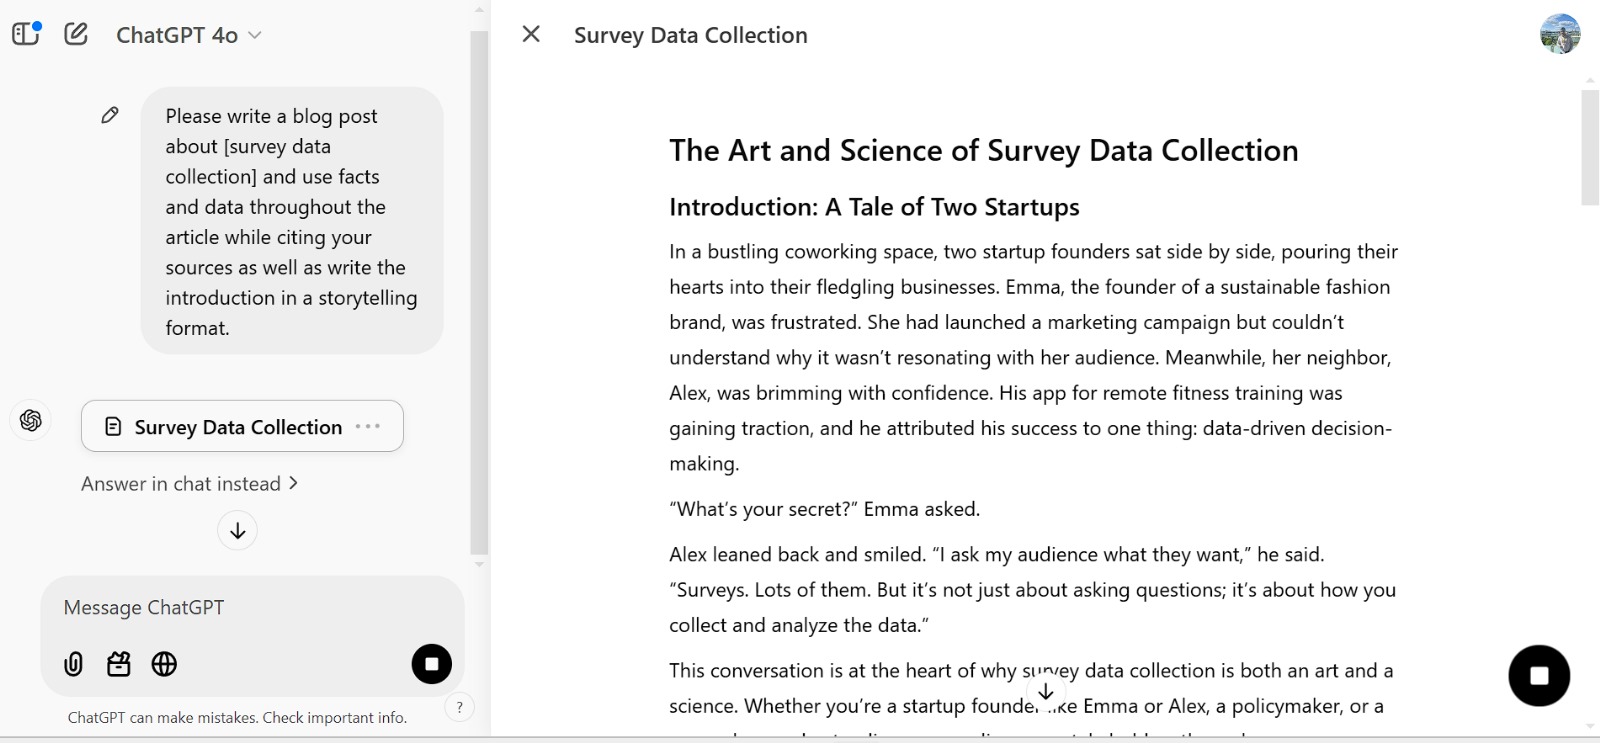 ChatGPT 4o
Survey Data Collection
Please write a blog post
about [survey data
collection] and use facts
and data throughout the
article while citing your
sources as well as write the
introduction in a storytelling
format.
Survey Data Collection
Answer in chat instead
Message ChatGPT
?
ChatGPT can make mistakes. Check important info.
The Art and Science of Survey Data Collection
Introduction: A Tale of Two Startups
In a bustling coworking space, two startup founders sat side by side, pouring their
hearts into their fledgling businesses. Emma, the founder of a sustainable fashion
brand, was frustrated. She had launched a marketing campaign but couldn’t
understand why it wasn’t resonating with her audience. Meanwhile, her neighbor,
Alex, was brimming with confidence. His app for remote fitness training was
gaining traction, and he attributed his success to one thing: data-driven decision-
making.
“What’s your secret?” Emma asked.
Alex leaned back and smiled. “I ask my audience what they want,” he said.
“Surveys. Lots of them. But it’s not just about asking questions; it’s about how you
collect and analyze the data.”
This conversation is at the heart of why survey data collection is both an art and a
science. Whether you’re a startup founder like Emma or Alex, a policymaker, or a